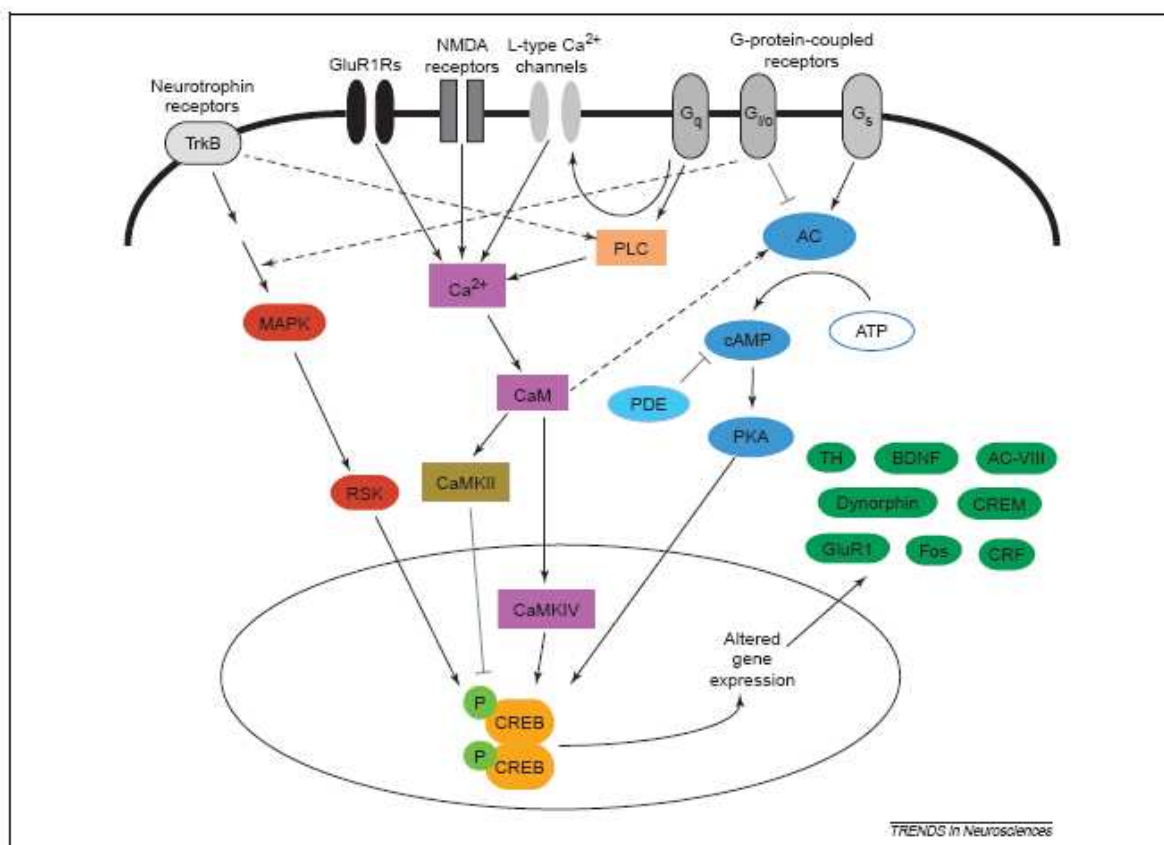 Neurotrophin
receptors
TrkB
GluR1Rs
NMDA
receptors
L-type Ca2+
channels
G-protein-coupled
receptors
Gq
Gi/o
Gs
PLC
AC
Ca2+
MAPK
cAMP
ATP
CaM
PDE
PKA
CaMKII
RSK
TH
BDNF
AC-VIII
Dynorphin
CREM
GluR1
Fos
CRF
CaMKIV
Altered
gene
expression
P
CREB
P
CREB
TRENDS in Neurosciences